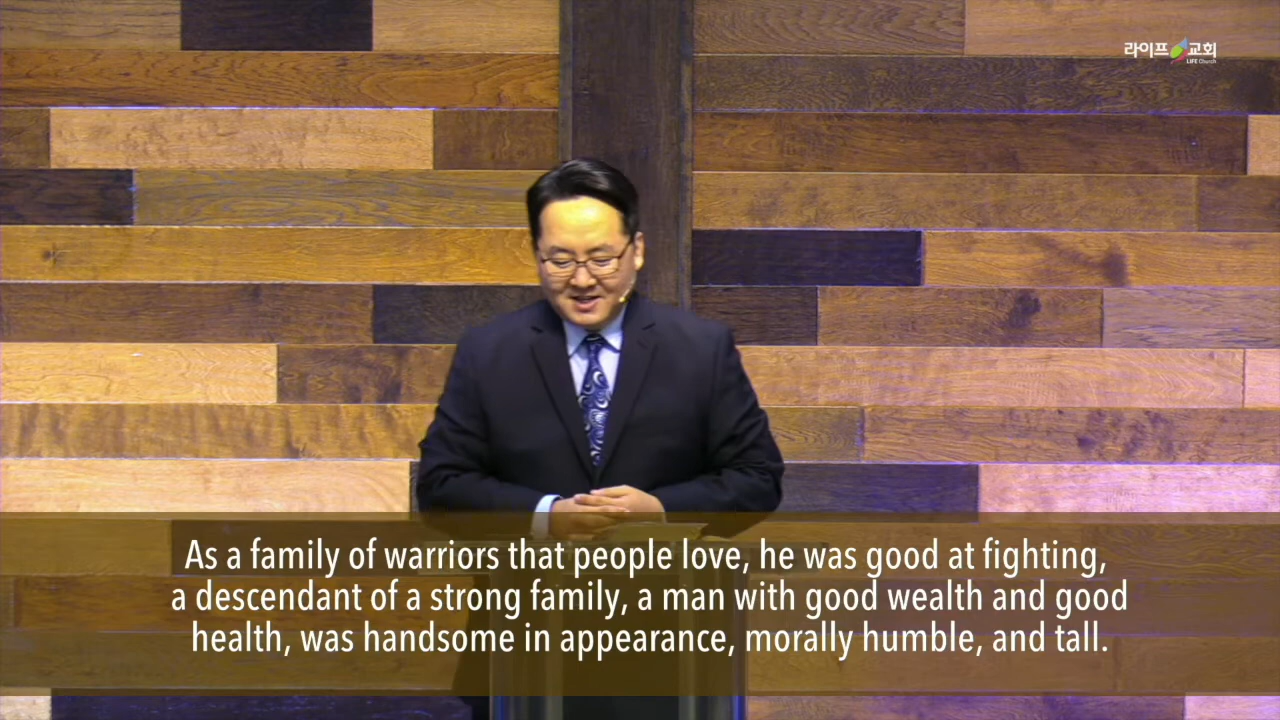 라이프 교회
LIFE Church
As a family of warriors that people love, he was good at fighting,
a descendant of a strong family, a man with good wealth and good
health, was handsome in appearance, morally humble, and tall.